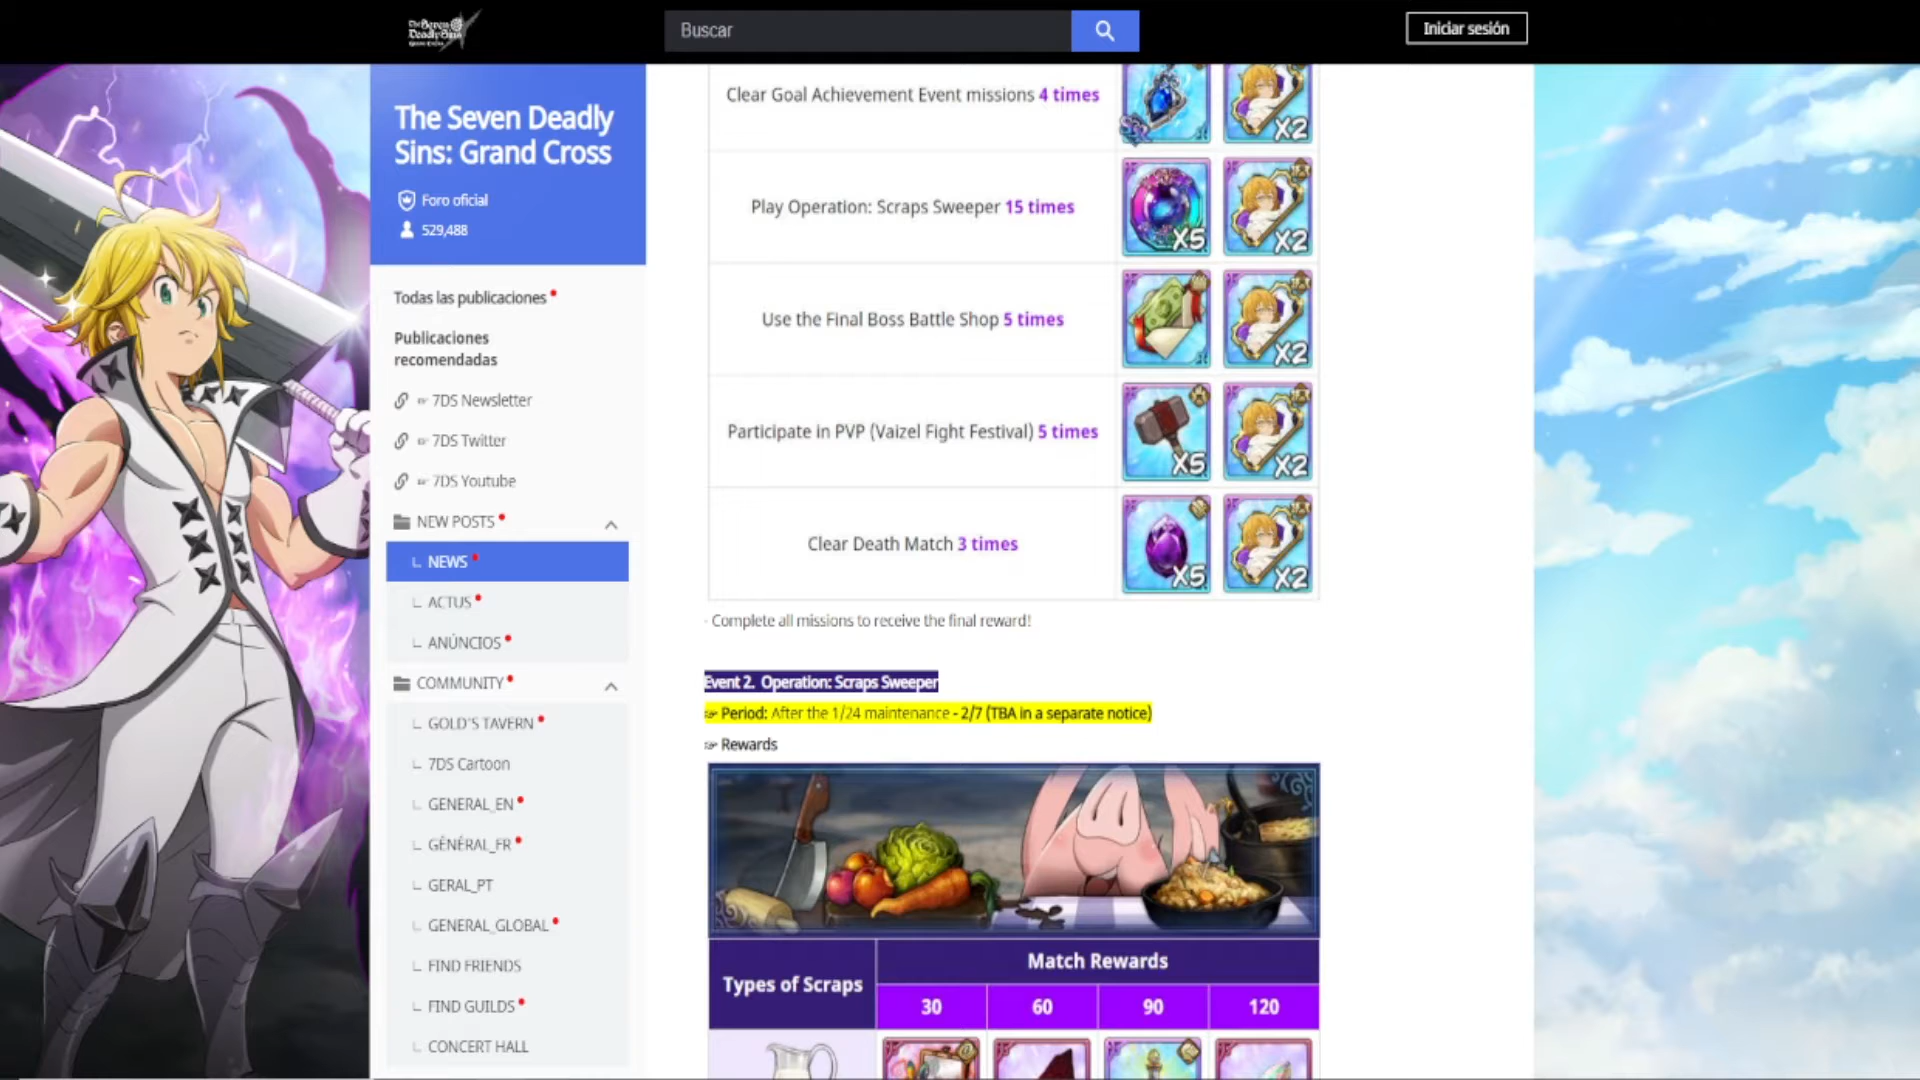 The Seven
Deadly Sins
Buscar
Iniciar sesión
The Seven Deadly
Sins: Grand Cross
Foro oficial
529,488
Todas las publicaciones
Publicaciones
recomendadas
☞ 7DS Newsletter
☞ 7DS Twitter
☞ 7DS Youtube
NEW POSTS
NEWS
ACTUS
ANÚNCIOS
COMMUNITY
GOLD'S TAVERN
7DS Cartoon
GENERAL_EN
GÉNÉRAL_FR
GERAL_PT
GENERAL_GLOBAL
FIND FRIENDS
FIND GUILDS
CONCERT HALL
Clear Goal Achievement Event missions 4 times
X2
Play Operation: Scraps Sweeper 15 times
X5
X2
Use the Final Boss Battle Shop 5 times
X2
Participate in PVP (Vaizel Fight Festival) 5 times
X5
X2
Clear Death Match 3 times
X5
X2
· Complete all missions to receive the final reward!
Event 2. Operation: Scraps Sweeper
☞ Period: After the 1/24 maintenance - 2/7 (TBA in a separate notice)
☞ Rewards
Types of Scraps
Match Rewards
30
60
90
120